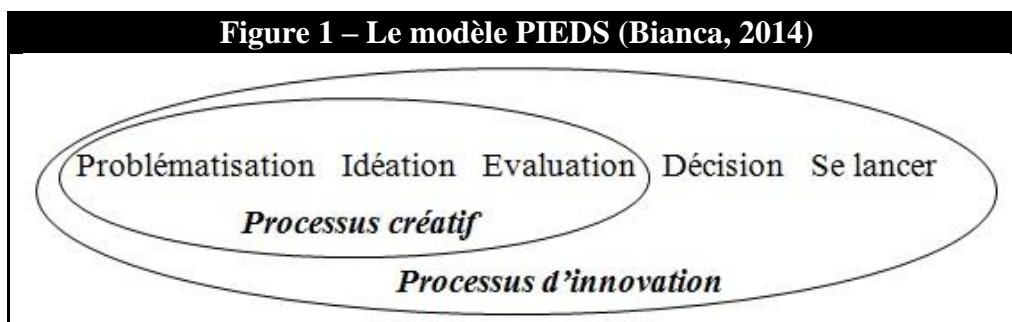 Figure 1 – Le modèle PIEDS (Bianca, 2014)
Problématisation Idéation Evaluation Décision Se lancer
Processus créatif
Processus d’innovation